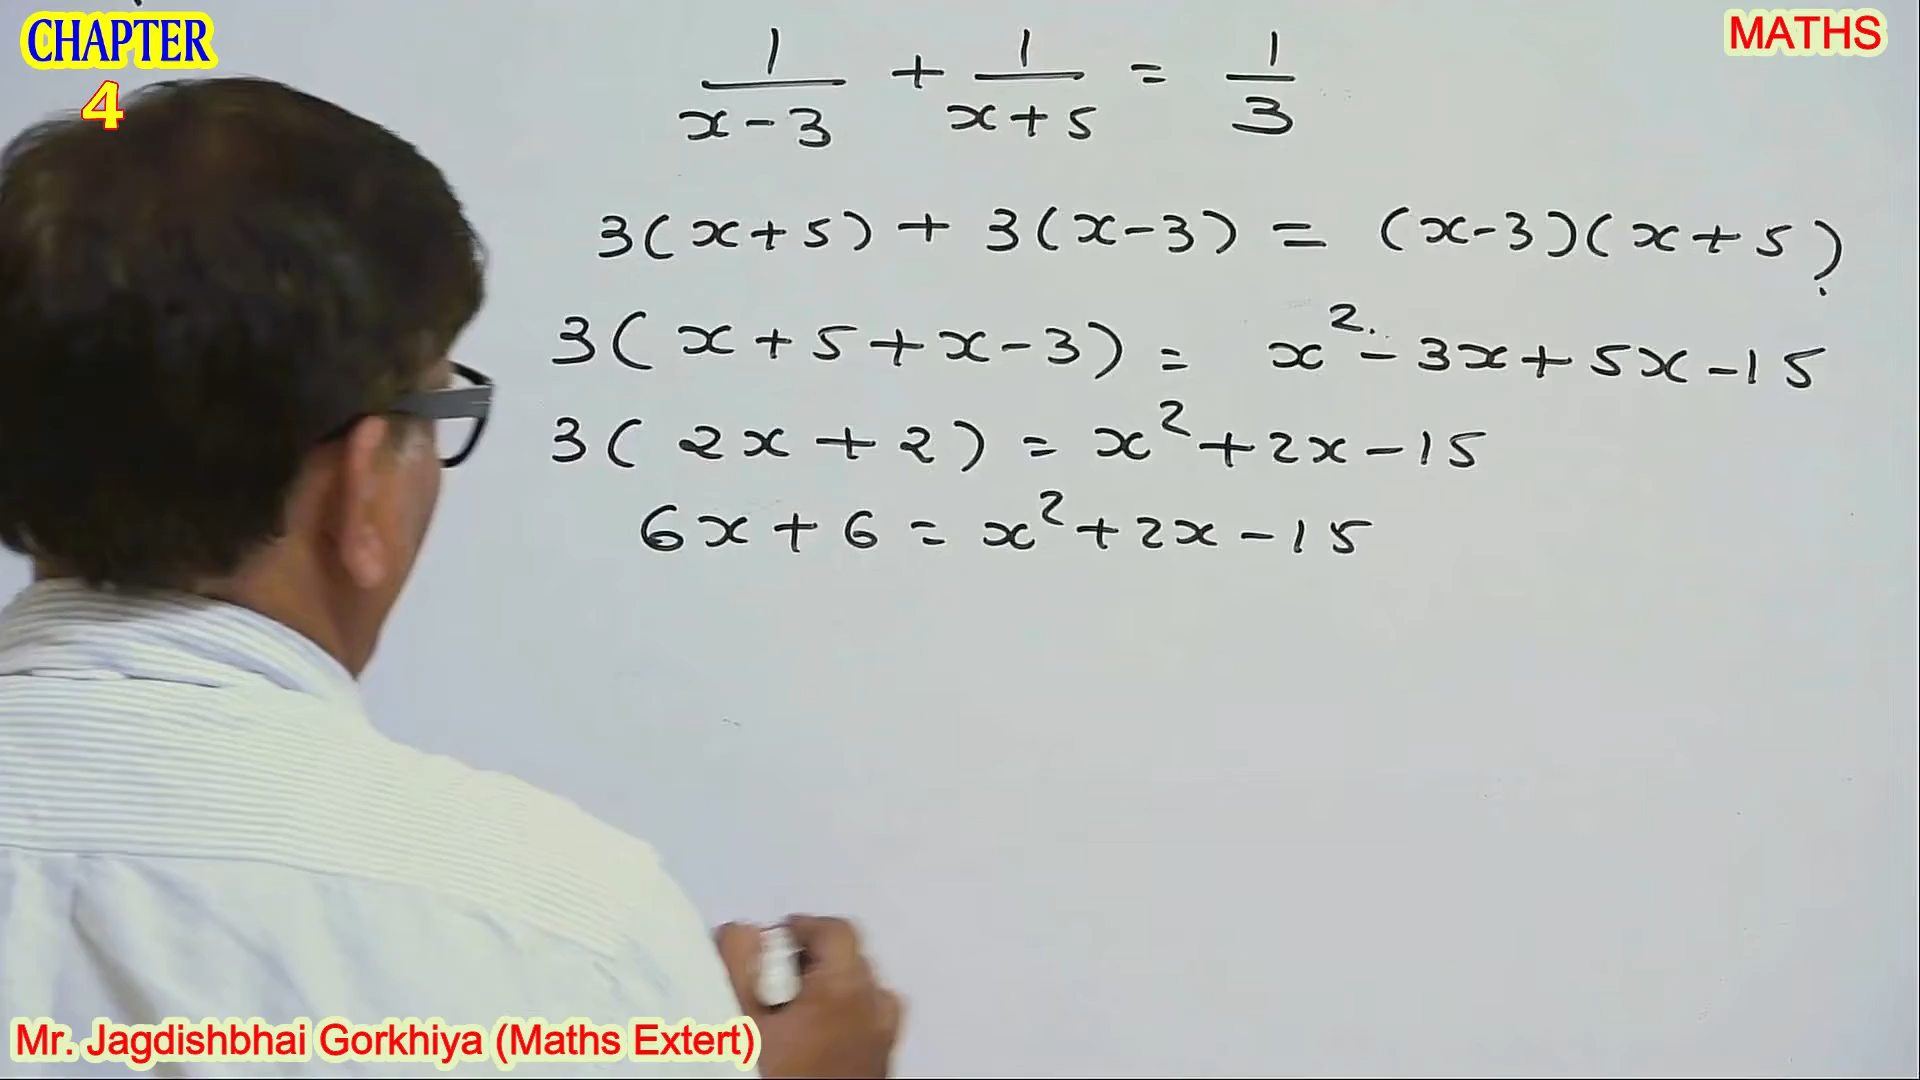 CHAPTER
4
MATHS
1/(x-3) + 1/(x+5) = 1/3
3(x+5) + 3(x-3) = (x-3)(x+5)
3(x+5+x-3) = x² - 3x + 5x - 15
3(2x+2) = x² + 2x - 15
6x + 6 = x² + 2x - 15
Mr. Jagdishbhai Gorkhiya (Maths Extert)